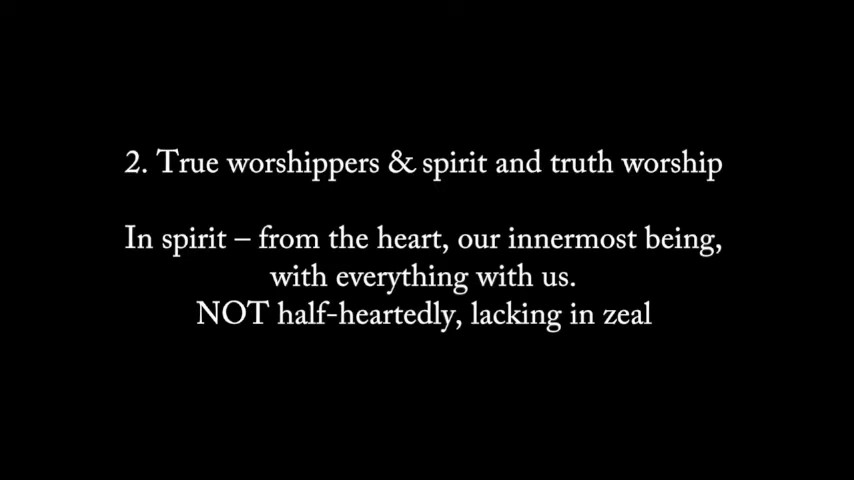 2. True worshippers & spirit and truth worship
In spirit – from the heart, our innermost being,
with everything with us.
NOT half-heartedly, lacking in zeal